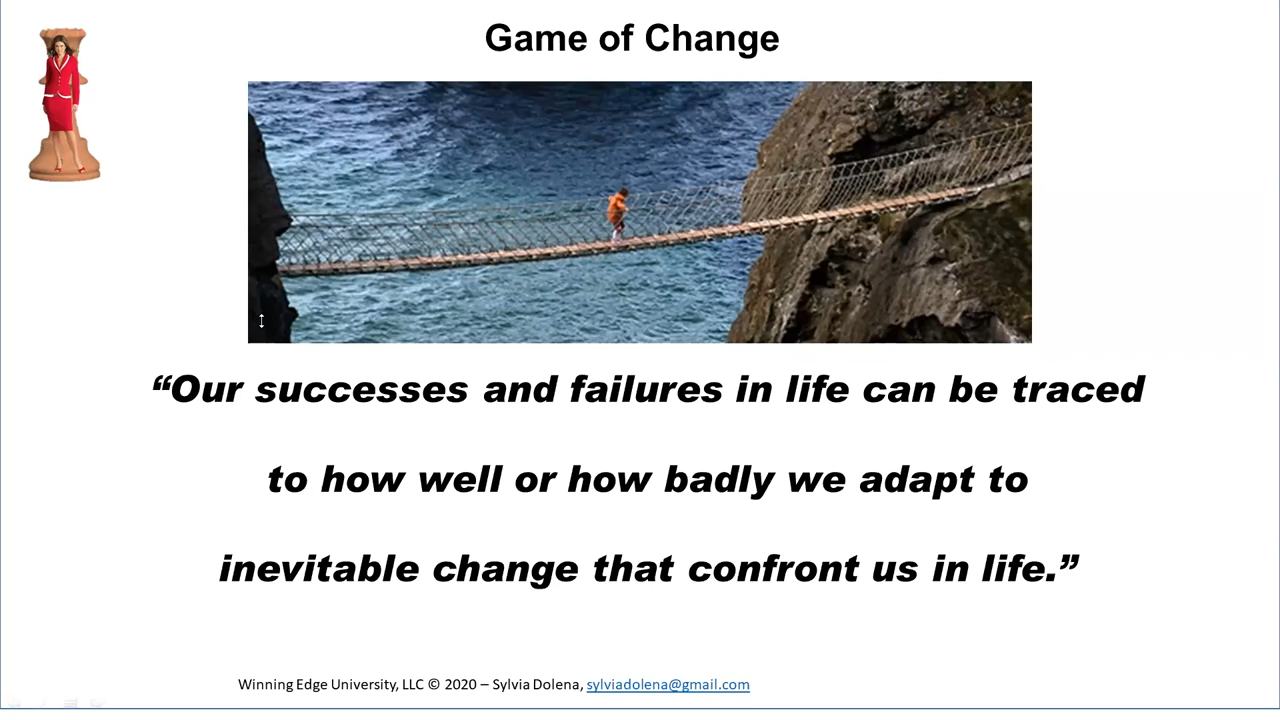 Game of Change
“Our successes and failures in life can be traced
to how well or how badly we adapt to
inevitable change that confront us in life.”
Winning Edge University, LLC © 2020 – Sylvia Dolena, sylviadolena@gmail.com